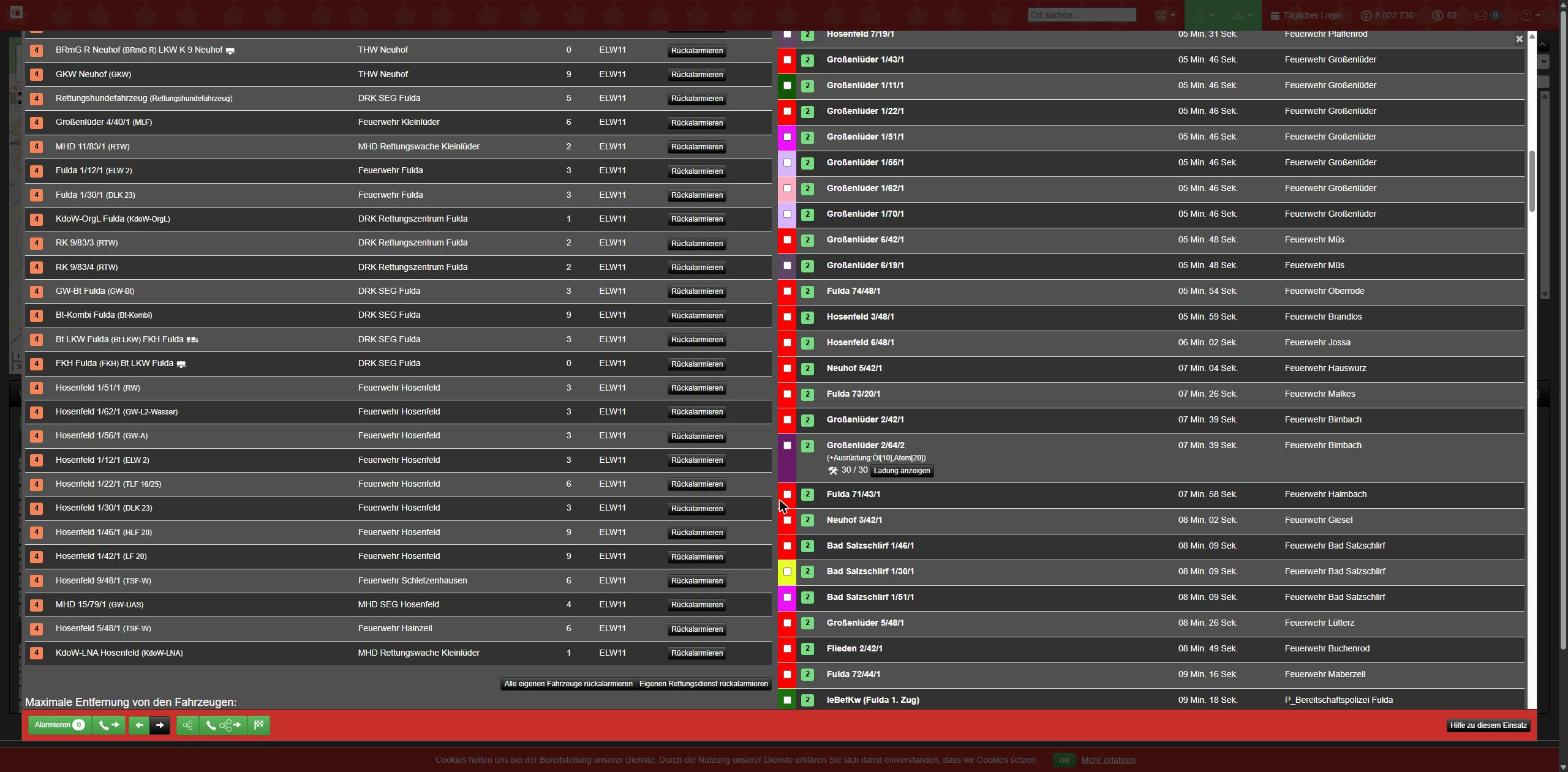 Ort suchen...
Täglicher Login
5 022 736
82
0
4 BRmG R Neuhof (BRmG R) LKW K 9 Neuhof THW Neuhof 0 ELW11 Rückalarmieren
4 GKW Neuhof (GKW) THW Neuhof 9 ELW11 Rückalarmieren
4 Rettungshundefahrzeug (Rettungshundefahrzeug) DRK SEG Fulda 5 ELW11 Rückalarmieren
4 Großenlüder 4/40/1 (MLF) Feuerwehr Kleinlüder 6 ELW11 Rückalarmieren
4 MHD 11/83/1 (RTW) MHD Rettungswache Kleinlüder 2 ELW11 Rückalarmieren
4 Fulda 1/12/1 (ELW 2) Feuerwehr Fulda 3 ELW11 Rückalarmieren
4 Fulda 1/30/1 (DLK 23) Feuerwehr Fulda 3 ELW11 Rückalarmieren
4 KdoW-OrgL Fulda (KdoW-OrgL) DRK Rettungszentrum Fulda 1 ELW11 Rückalarmieren
4 RK 9/83/3 (RTW) DRK Rettungszentrum Fulda 2 ELW11 Rückalarmieren
4 RK 9/83/4 (RTW) DRK Rettungszentrum Fulda 2 ELW11 Rückalarmieren
4 GW-Bt Fulda (GW-Bt) DRK SEG Fulda 3 ELW11 Rückalarmieren
4 Bt-Kombi Fulda (Bt-Kombi) DRK SEG Fulda 9 ELW11 Rückalarmieren
4 Bt LKW Fulda (Bt LKW) FKH Fulda DRK SEG Fulda 3 ELW11 Rückalarmieren
4 FKH Fulda (FKH) Bt LKW Fulda DRK SEG Fulda 0 ELW11 Rückalarmieren
4 Hosenfeld 1/51/1 (RW) Feuerwehr Hosenfeld 3 ELW11 Rückalarmieren
4 Hosenfeld 1/62/1 (GW-L2-Wasser) Feuerwehr Hosenfeld 3 ELW11 Rückalarmieren
4 Hosenfeld 1/56/1 (GW-A) Feuerwehr Hosenfeld 3 ELW11 Rückalarmieren
4 Hosenfeld 1/12/1 (ELW 2) Feuerwehr Hosenfeld 3 ELW11 Rückalarmieren
4 Hosenfeld 1/22/1 (TLF 16/25) Feuerwehr Hosenfeld 6 ELW11 Rückalarmieren
4 Hosenfeld 1/30/1 (DLK 23) Feuerwehr Hosenfeld 3 ELW11 Rückalarmieren
4 Hosenfeld 1/46/1 (HLF 20) Feuerwehr Hosenfeld 9 ELW11 Rückalarmieren
4 Hosenfeld 1/42/1 (LF 20) Feuerwehr Hosenfeld 9 ELW11 Rückalarmieren
4 Hosenfeld 9/48/1 (TSF-W) Feuerwehr Schletzenhausen 6 ELW11 Rückalarmieren
4 MHD 15/79/1 (GW-UAS) MHD SEG Hosenfeld 4 ELW11 Rückalarmieren
4 Hosenfeld 5/48/1 (TSF-W) Feuerwehr Hainzell 6 ELW11 Rückalarmieren
4 KdoW-LNA Hosenfeld (KdoW-LNA) MHD Rettungswache Kleinlüder 1 ELW11 Rückalarmieren
Alle eigenen Fahrzeuge rückalarmieren Eigenen Rettungsdienst rückalarmieren
Maximale Entfernung von den Fahrzeugen:
2 Hosenfeld 7/19/1 05 Min. 31 Sek. Feuerwehr Pfaffenrod
2 Großenlüder 1/43/1 05 Min. 46 Sek. Feuerwehr Großenlüder
2 Großenlüder 1/11/1 05 Min. 46 Sek. Feuerwehr Großenlüder
2 Großenlüder 1/22/1 05 Min. 46 Sek. Feuerwehr Großenlüder
2 Großenlüder 1/51/1 05 Min. 46 Sek. Feuerwehr Großenlüder
2 Großenlüder 1/55/1 05 Min. 46 Sek. Feuerwehr Großenlüder
2 Großenlüder 1/62/1 05 Min. 46 Sek. Feuerwehr Großenlüder
2 Großenlüder 1/70/1 05 Min. 46 Sek. Feuerwehr Großenlüder
2 Großenlüder 6/42/1 05 Min. 48 Sek. Feuerwehr Müs
2 Großenlüder 6/19/1 05 Min. 48 Sek. Feuerwehr Müs
2 Fulda 74/48/1 05 Min. 54 Sek. Feuerwehr Oberrode
2 Hosenfeld 3/48/1 05 Min. 59 Sek. Feuerwehr Brandlos
2 Hosenfeld 6/48/1 06 Min. 02 Sek. Feuerwehr Jossa
2 Neuhof 5/42/1 07 Min. 04 Sek. Feuerwehr Hauswurz
2 Fulda 73/20/1 07 Min. 26 Sek. Feuerwehr Malkes
2 Großenlüder 2/42/1 07 Min. 39 Sek. Feuerwehr Bimbach
2 Großenlüder 2/64/2 07 Min. 39 Sek. Feuerwehr Bimbach
(+Ausrüstung:Öl[10],Atem[20])
30 / 30 Ladung anzeigen
2 Fulda 71/43/1 07 Min. 58 Sek. Feuerwehr Haimbach
2 Neuhof 3/42/1 08 Min. 02 Sek. Feuerwehr Giesel
2 Bad Salzschlirf 1/46/1 08 Min. 09 Sek. Feuerwehr Bad Salzschlirf
2 Bad Salzschlirf 1/30/1 08 Min. 09 Sek. Feuerwehr Bad Salzschlirf
2 Bad Salzschlirf 1/51/1 08 Min. 09 Sek. Feuerwehr Bad Salzschlirf
2 Großenlüder 5/48/1 08 Min. 26 Sek. Feuerwehr Lütterz
2 Flieden 2/42/1 08 Min. 49 Sek. Feuerwehr Buchenrod
2 Fulda 72/44/1 09 Min. 16 Sek. Feuerwehr Maberzell
2 leBefKw (Fulda 1. Zug) 09 Min. 18 Sek. P_Bereitschaftspolizei Fulda
Alarmieren 0
Hilfe zu diesem Einsatz
Cookies helfen uns bei der Bereitstellung unserer Dienste. Durch die Nutzung unserer Dienste erklären Sie sich damit einverstanden, dass wir Cookies setzen. OK Mehr erfahren